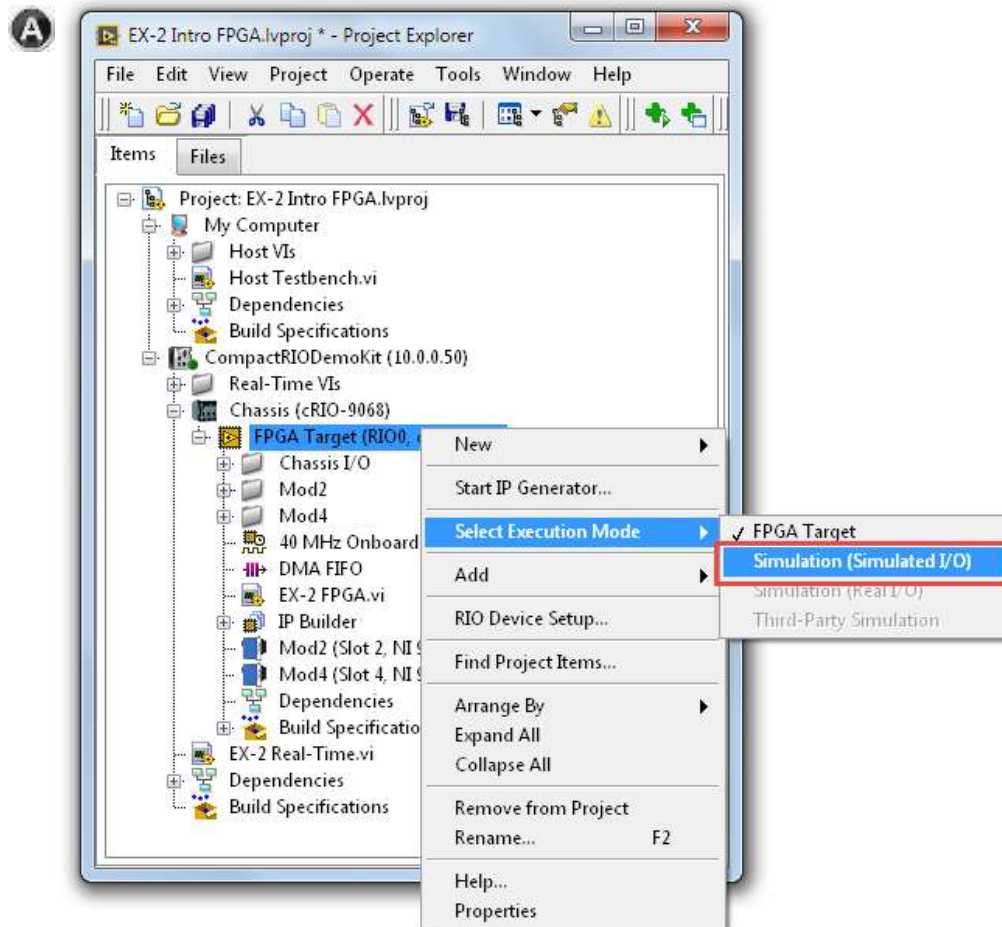 A
EX-2 Intro FPGA.lvproj * - Project Explorer
File Edit View Project Operate Tools Window Help
Items Files
Project: EX-2 Intro FPGA.lvproj
My Computer
Host VIs
Host Testbench.vi
Dependencies
Build Specifications
CompactRIODemoKit (10.0.0.50)
Real-Time VIs
Chassis (cRIO-9068)
FPGA Target (RIO0,
Chassis I/O
Mod2
Mod4
40 MHz Onboard
DMA FIFO
EX-2 FPGA.vi
IP Builder
Mod2 (Slot 2, NI
Mod4 (Slot 4, NI
Dependencies
Build Specificatio
EX-2 Real-Time.vi
Dependencies
Build Specifications
New
Start IP Generator...
Select Execution Mode
Add
RIO Device Setup...
Find Project Items...
Arrange By
Expand All
Collapse All
Remove from Project
Rename... F2
Help...
Properties
✓ FPGA Target
Simulation (Simulated I/O)
Simulation (Real I/O)
Third-Party Simulation